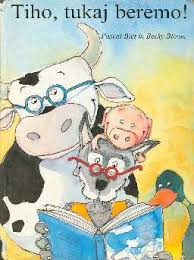 Tiho, tukaj beremo!
Pascal Biet in Becky Bloom